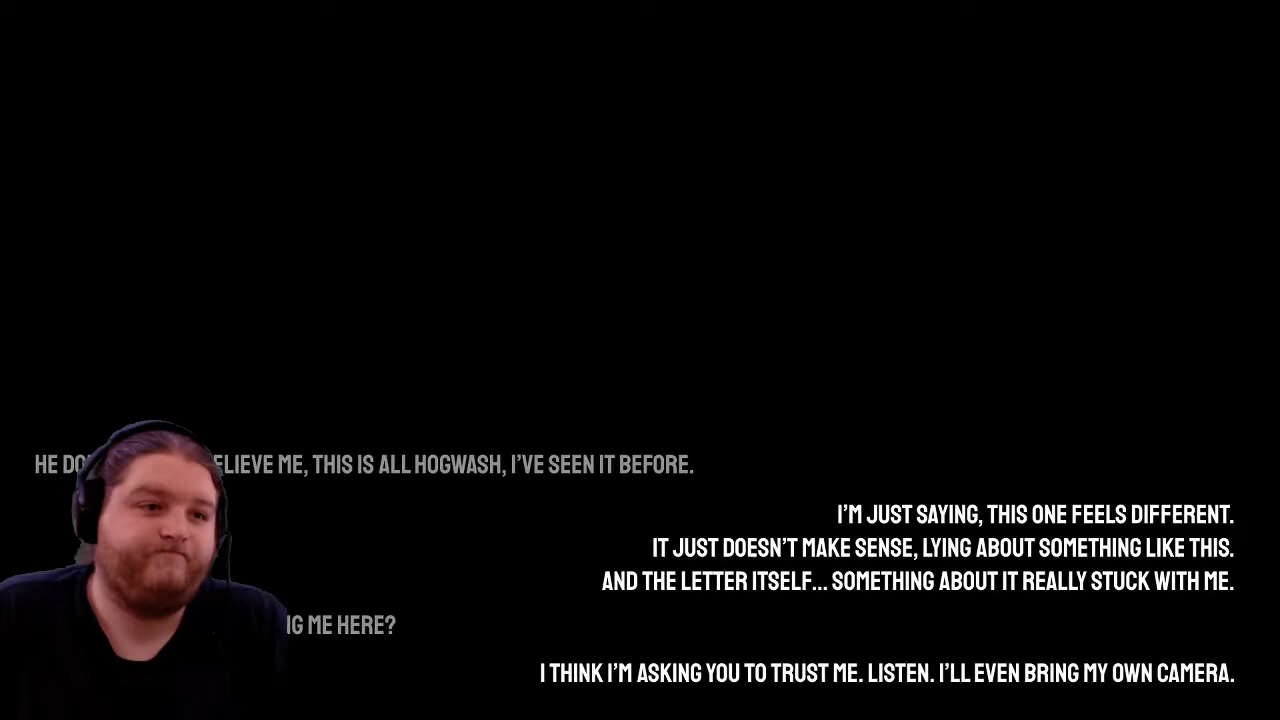 HE ME, THIS IS ALL HOGWASH, I'VE SEEN IT BEFORE.
I'M JUST SAYING, THIS ONE FEELS DIFFERENT.
IT JUST DOESN'T MAKE SENSE, LYING ABOUT SOMETHING LIKE THIS.
AND THE LETTER ITSELF... SOMETHING ABOUT IT REALLY STUCK WITH ME.
ME HERE?
I THINK I'M ASKING YOU TO TRUST ME. LISTEN. I'LL EVEN BRING MY OWN CAMERA.